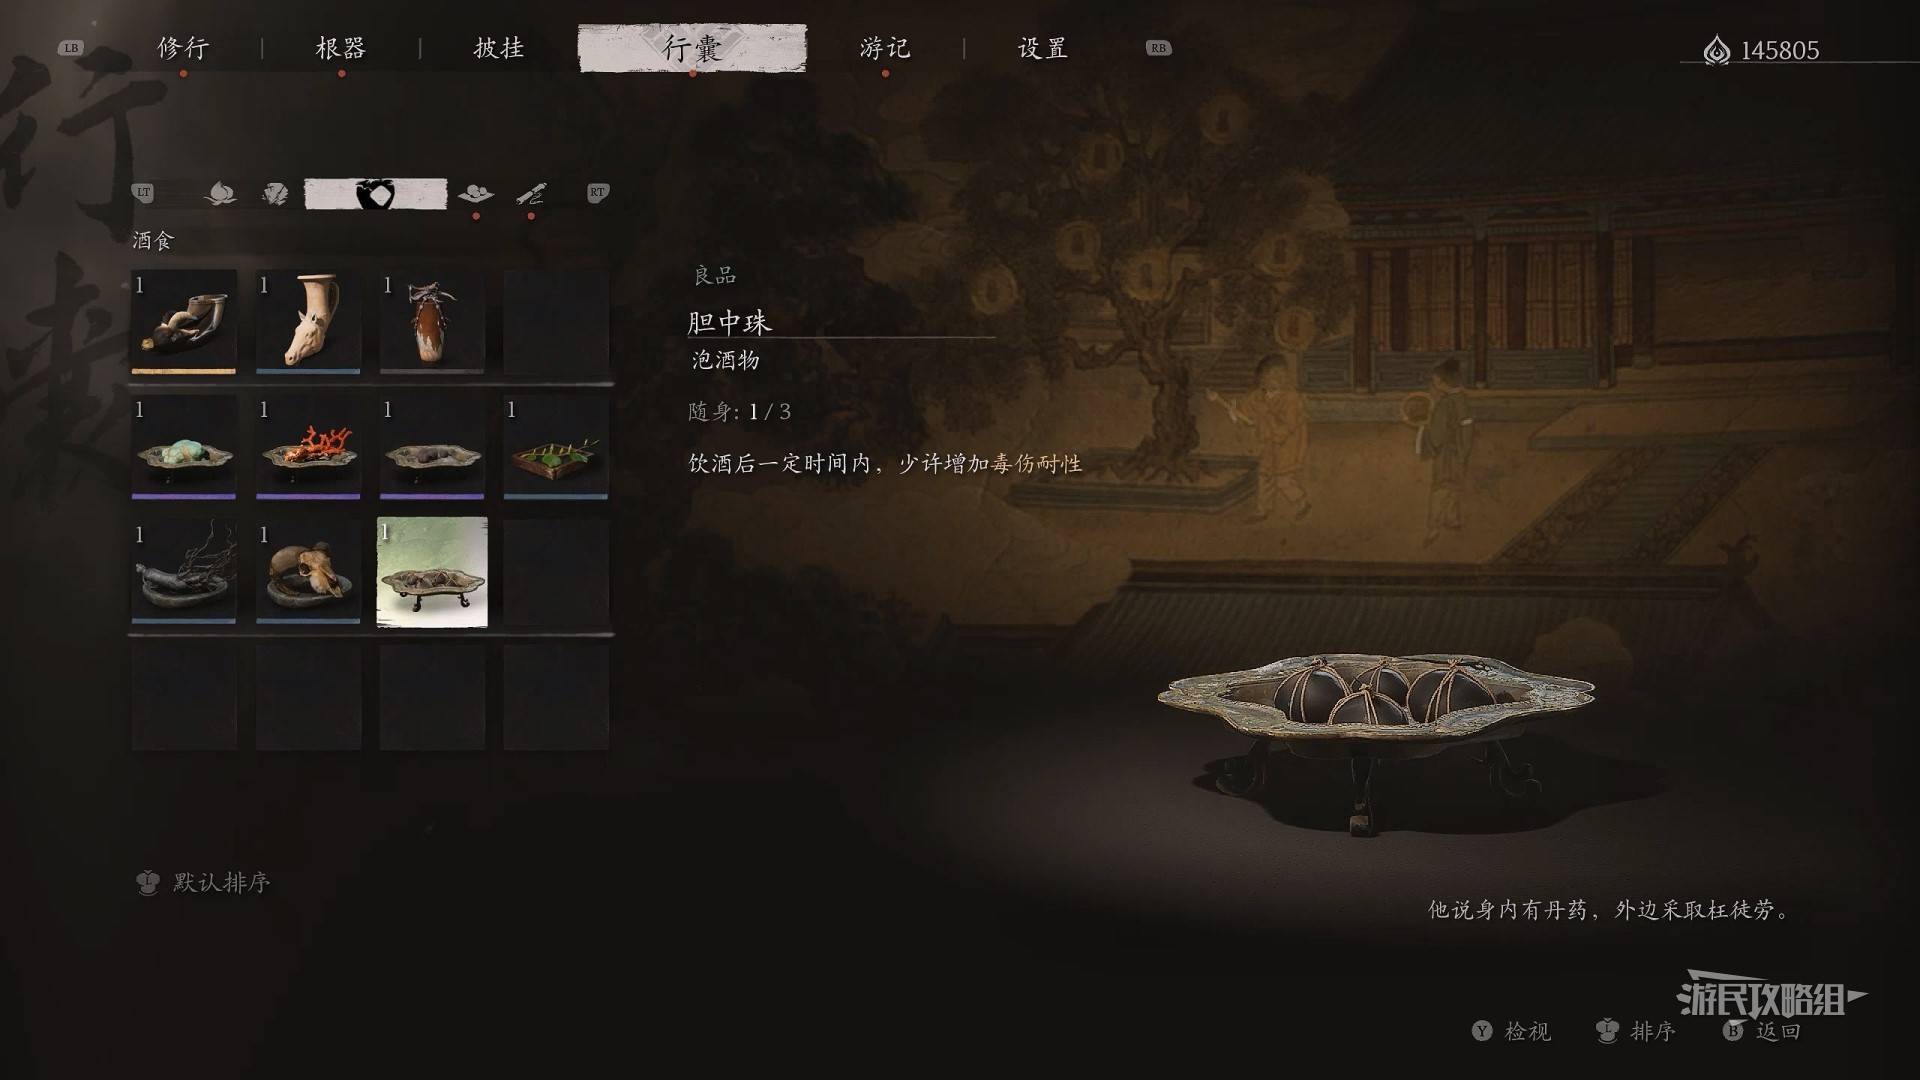 LB 修行 根器 披挂 行囊 游记 设置 RB 145805
LT RT
酒食
1 1 1
1 1 1 1
1 1 1
良品
胆中珠
泡酒物
随身: 1/3
饮酒后一定时间内，少许增加毒伤耐性
L 默认排序
他说身内有丹药，外边采取枉徒劳。
游民攻略组
Y 检视 L 排序 B 返回
行囊